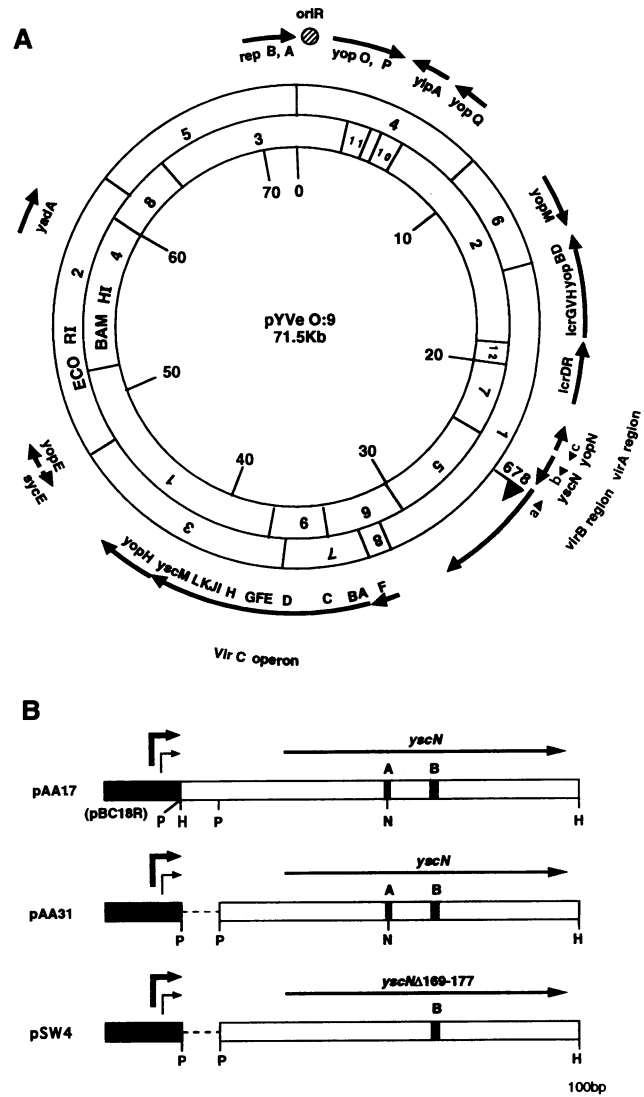 A
oriR
rep B, A
yop O, P
ylpA
yop Q
5
3
11
10
4
70
0
yadA
8
60
10
6
2
yopM
2
4
ECO RI
BAM HI
pYVe O:9
71.5Kb
lcrGVHyopBD
20
12
lcrDR
50
7
1
virA region
yopE
sycE
40
30
5
678
c
b
a
yopN
yscN
virB region
1
3
9
6
7
8
yopH yscM LKJI H GFE D C BA F
Vir C operon
B
yscN
A B
pAA17
(pBC18R) P H P N H
yscN
A B
pAA31
P P N H
yscNΔ169-177
B
pSW4
P P H
100bp